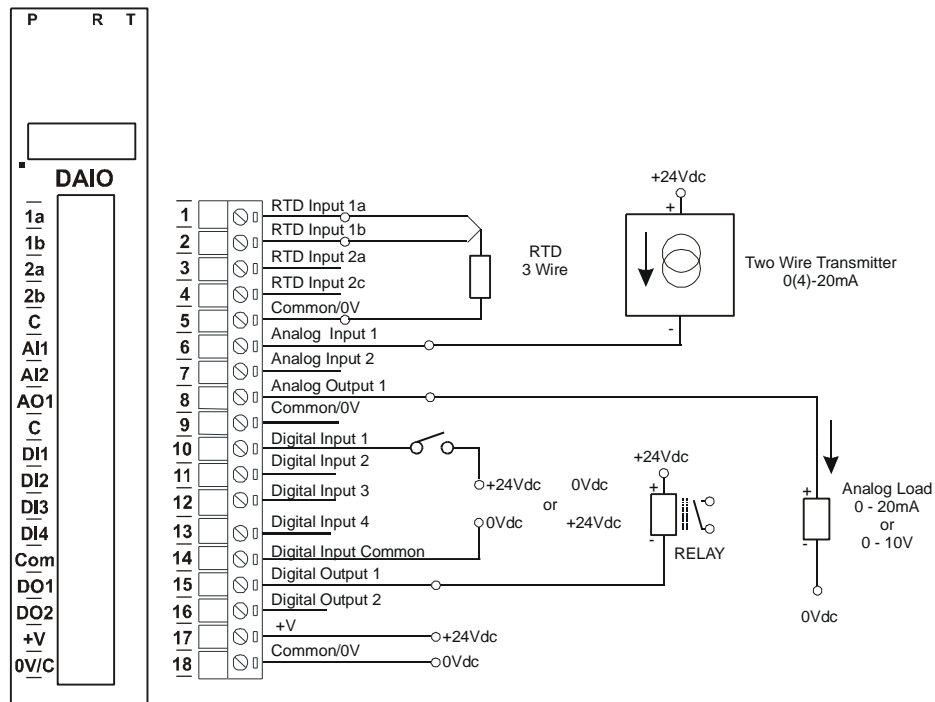 P R T
DAIO
1a
1b
2a
2b
C
AI1
AI2
AO1
C
DI1
DI2
DI3
DI4
Com
DO1
DO2
+V
0V/C
1 RTD Input 1a
2 RTD Input 1b
3 RTD Input 2a
4 RTD Input 2c
5 Common/0V
6 Analog Input 1
7 Analog Input 2
8 Analog Output 1
9 Common/0V
10 Digital Input 1
11 Digital Input 2
12 Digital Input 3
13 Digital Input 4
14 Digital Input Common
15 Digital Output 1
16 Digital Output 2
17 +V
18 Common/0V
RTD
3 Wire
+24Vdc
+
-
Two Wire Transmitter
0(4)-20mA
+24Vdc 0Vdc
or
0Vdc +24Vdc
+24Vdc
+
-
RELAY
+
-
Analog Load
0 - 20mA
or
0 - 10V
0Vdc
+24Vdc
0Vdc